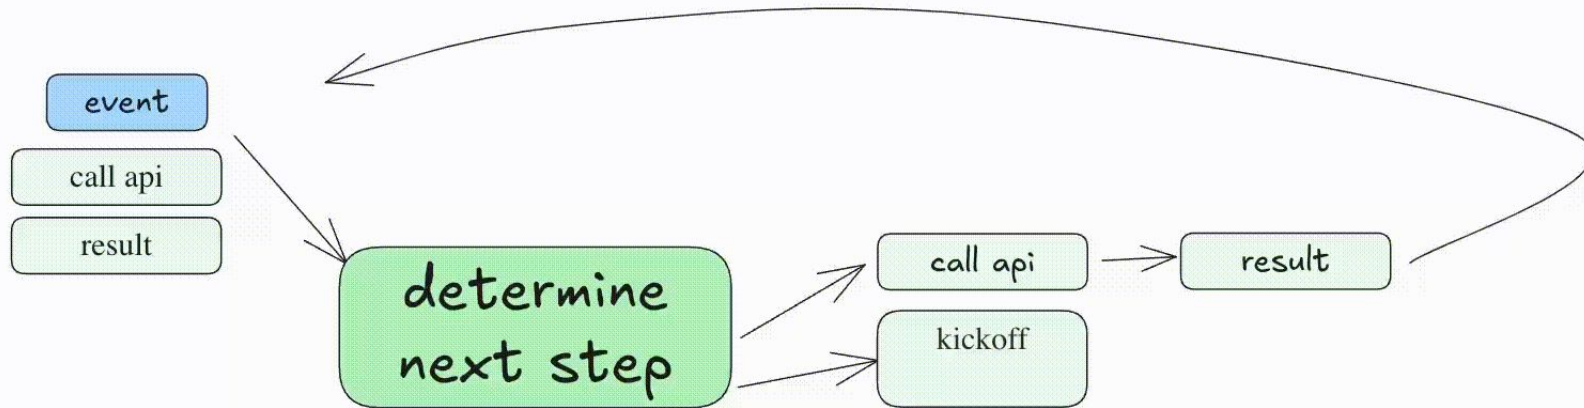 event
call api
result
determine
next step
call api
result
kickoff